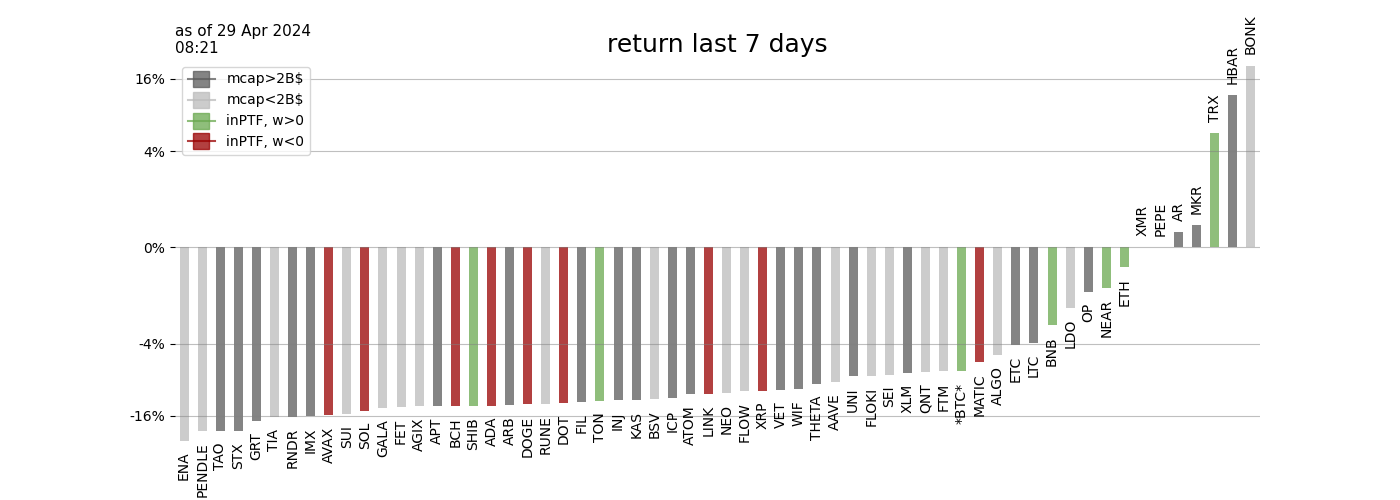 as of 29 Apr 2024
08:21
return last 7 days
mcap>2B$
mcap<2B$
inPTF, w>0
inPTF, w<0
16%
4%
0%
-4%
-16%
ENA
PENDLE
TAO
STX
GRT
TIA
RNDR
IMX
AVAX
SUI
SOL
GALA
FET
AGIX
APT
BCH
SHIB
ADA
ARB
DOGE
RUNE
DOT
FIL
TON
INJ
KAS
BSV
ICP
ATOM
LINK
NEO
FLOW
XRP
VET
WIF
THETA
AAVE
UNI
FLOKI
SEI
XLM
QNT
FTM
*BTC*
MATIC
ALGO
ETC
LTC
BNB
LDO
OP
NEAR
ETH
XMR
PEPE
AR
MKR
TRX
HBAR
BONK